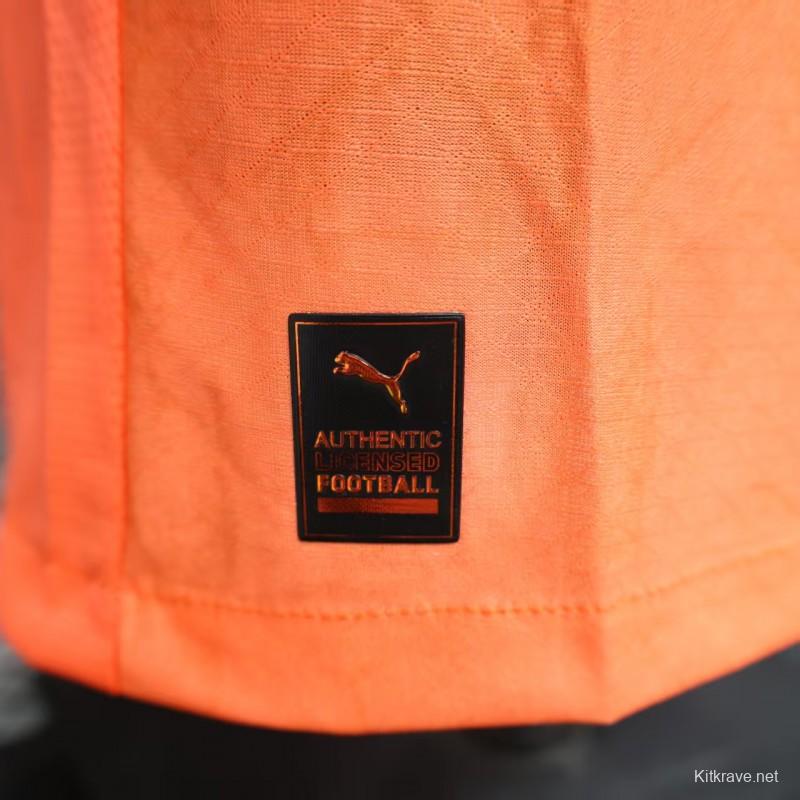 AUTHENTIC
LICENSED
FOOTBALL
Kitkrave.net